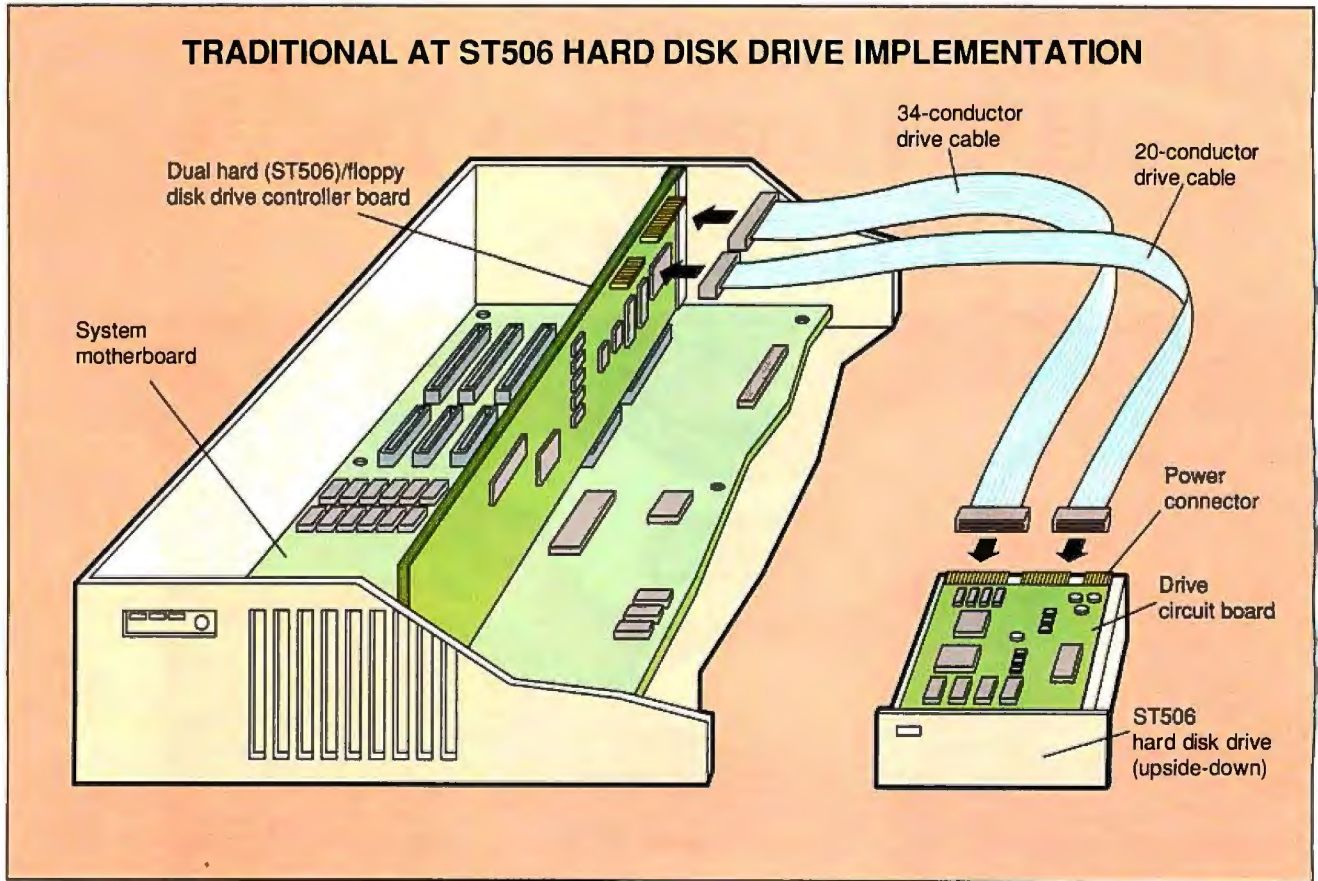 TRADITIONAL AT ST506 HARD DISK DRIVE IMPLEMENTATION
34-conductor
drive cable
20-conductor
drive cable
Dual hard (ST506)/floppy
disk drive controller board
System
motherboard
Power
connector
Drive
circuit board
ST506
hard disk drive
(upside-down)